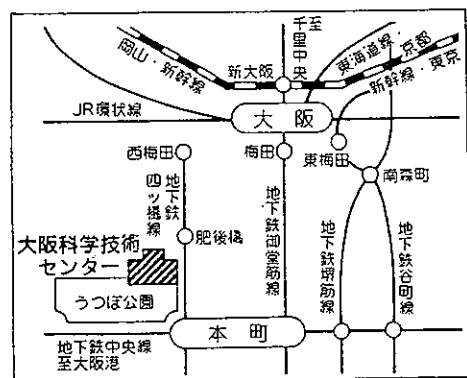 至
千里中央
岡山・新幹線
新大阪
東海道線・京都
新幹線・東京
JR環状線
大阪
西梅田
梅田
東梅田
南森町
地下鉄
四ツ橋線
肥後橋
大阪科学技術
センター
うつぼ公園
地下鉄御堂筋線
地下鉄堺筋線
地下鉄谷町線
本町
地下鉄中央線
至大阪港